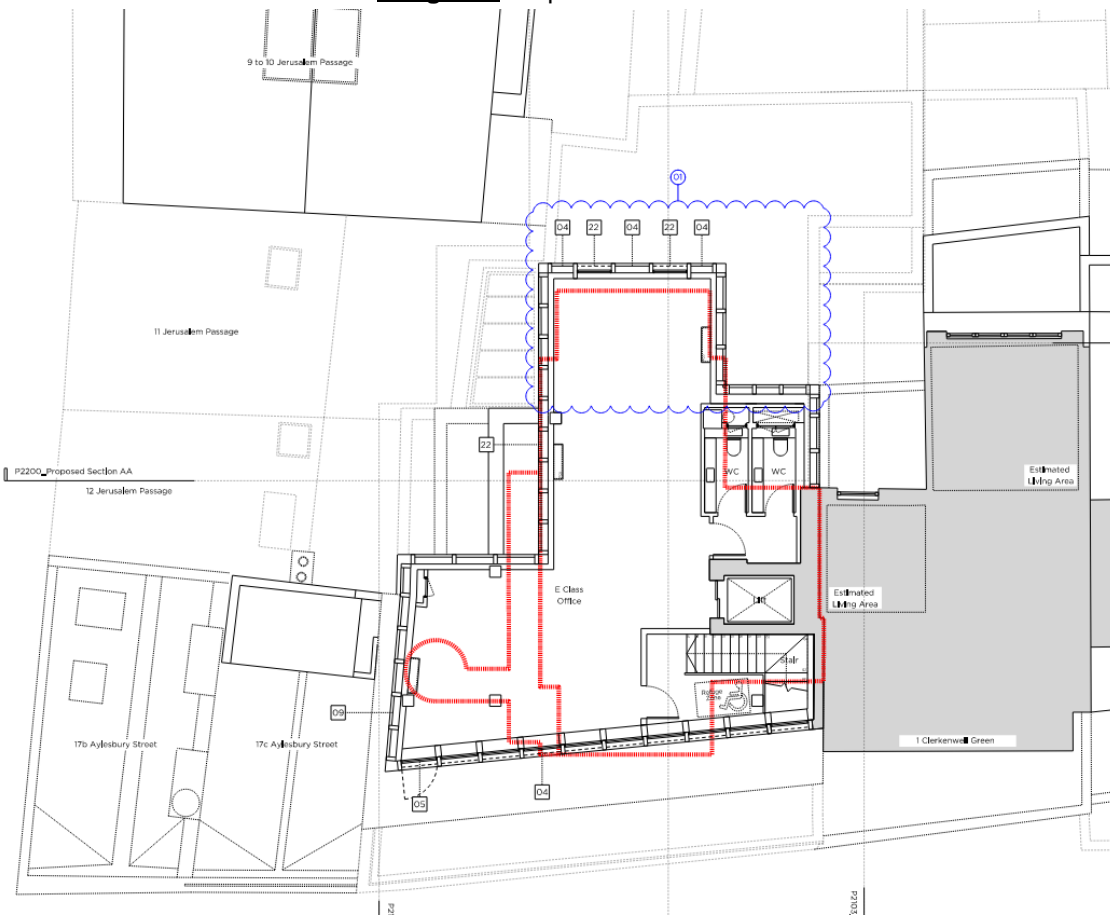 9 to 10 Jerusalem Passage
01
04
22
04
22
04
11 Jerusalem Passage
22
P2200_Proposed Section AA
12 Jerusalem Passage
WC
WC
Estimated
Living Area
E Class
Office
Lift
Estimated
Living Area
Stair
Refuge
Zone
09
17b Aylesbury Street
17c Aylesbury Street
1 Clerkenwell Green
05
04